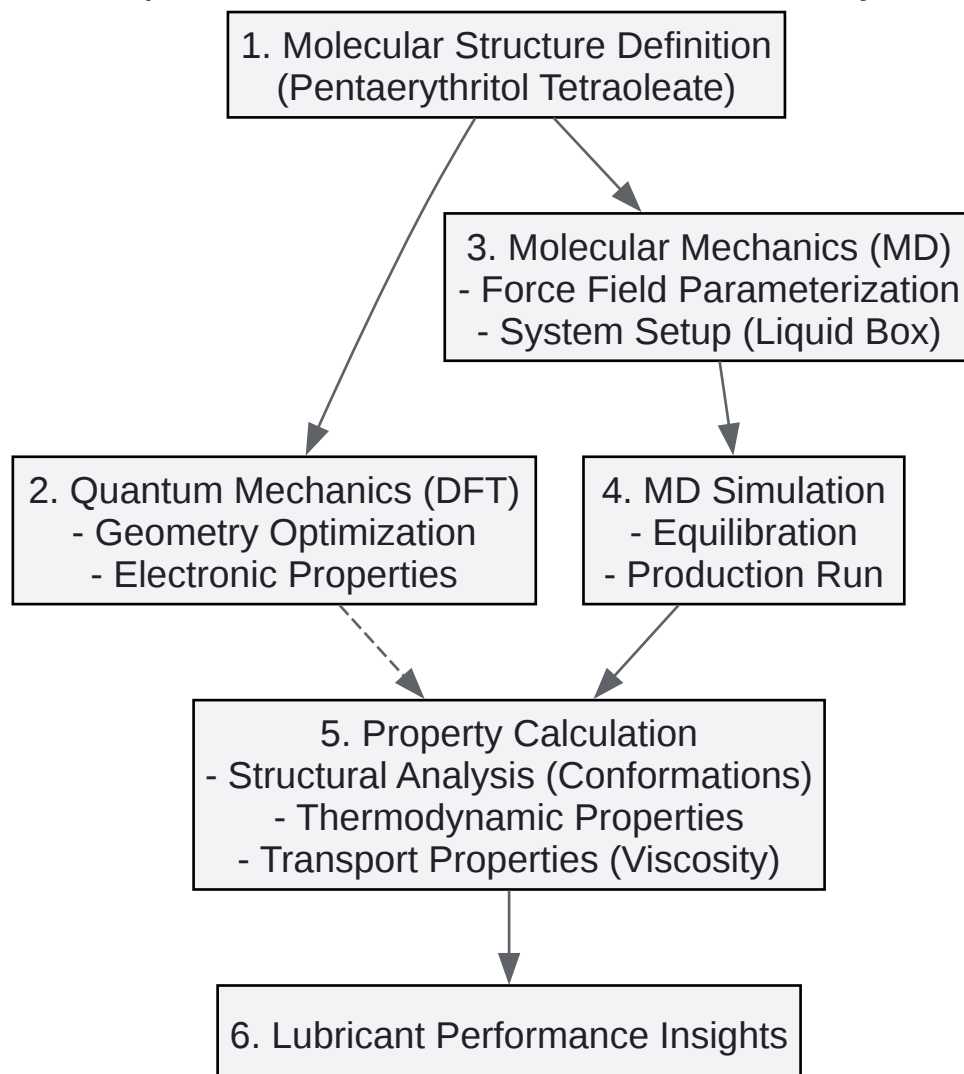 1. Molecular Structure Definition
(Pentaerythritol Tetraoleate)
3. Molecular Mechanics (MD)
- Force Field Parameterization
- System Setup (Liquid Box)
2. Quantum Mechanics (DFT)
- Geometry Optimization
- Electronic Properties
4. MD Simulation
- Equilibration
- Production Run
5. Property Calculation
- Structural Analysis (Conformations)
- Thermodynamic Properties
- Transport Properties (Viscosity)
6. Lubricant Performance Insights